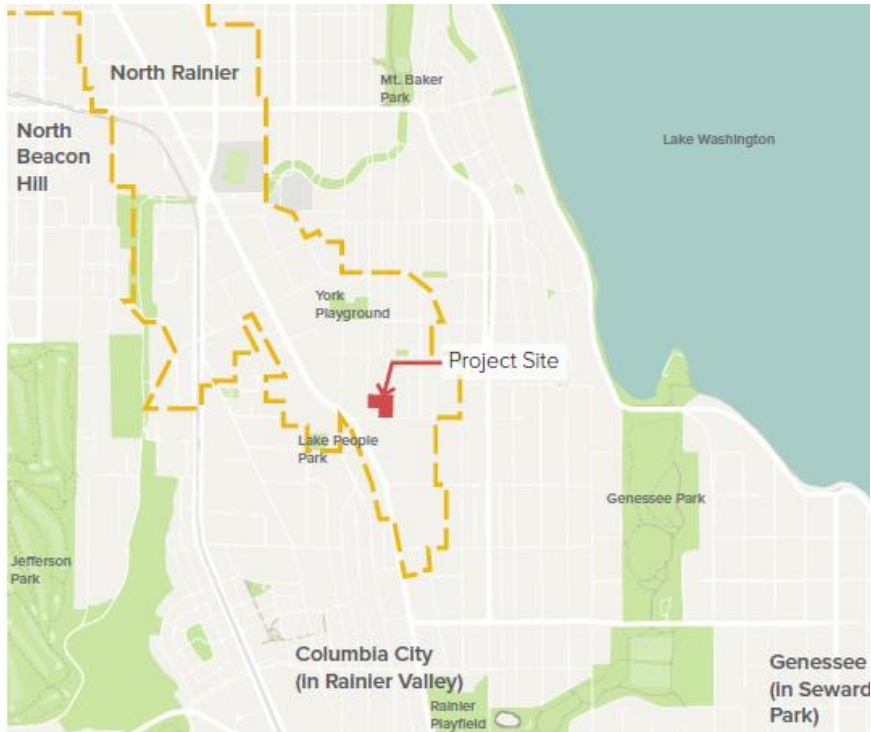 North Rainier
Mt. Baker
Park
North
Beacon
Hill
Lake Washington
York
Playground
Project Site
Lake People
Park
Genessee Park
Jefferson
Park
Columbia City
(in Rainier Valley)
Genessee
(in Seward
Park)
Rainier
Playfield